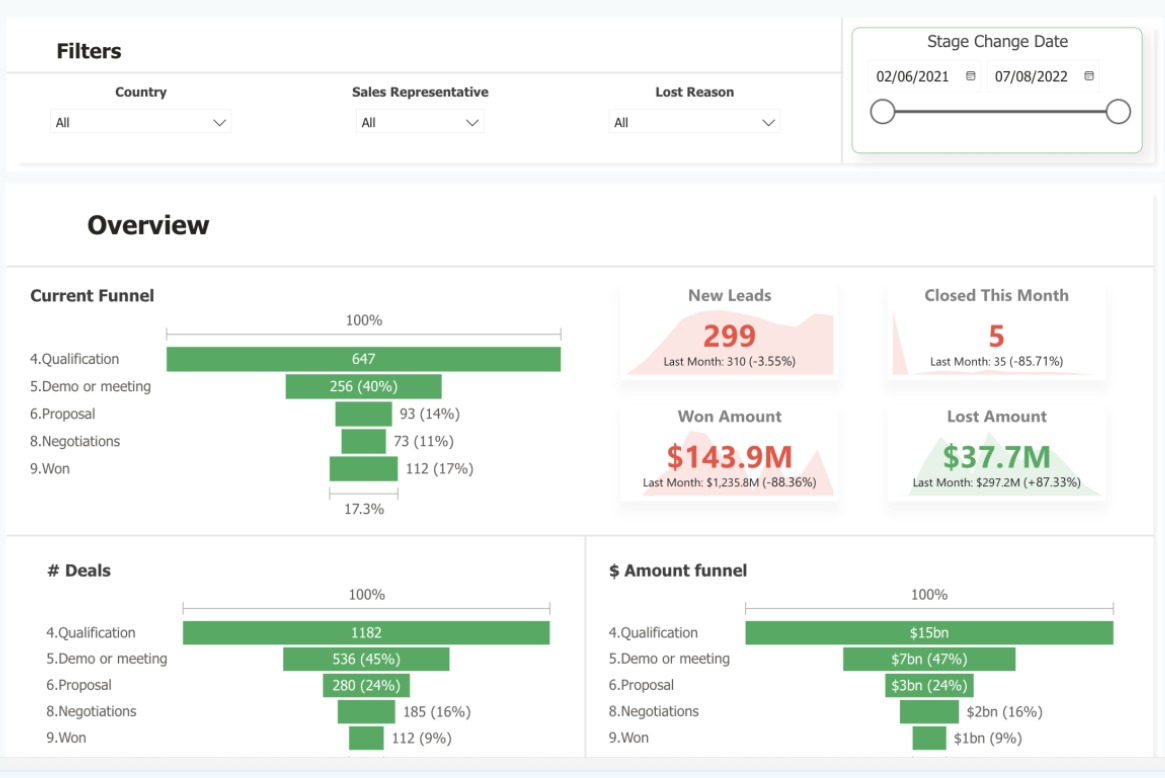 Filters
Country
Sales Representative
Lost Reason
All
All
All
Stage Change Date
02/06/2021
07/08/2022
Overview
Current Funnel
100%
4.Qualification 647
5.Demo or meeting 256 (40%)
6.Proposal 93 (14%)
8.Negotiations 73 (11%)
9.Won 112 (17%)
17.3%
New Leads
299
Last Month: 310 (-3.55%)
Closed This Month
5
Last Month: 35 (-85.71%)
Won Amount
$143.9M
Last Month: $1,235.8M (-88.36%)
Lost Amount
$37.7M
Last Month: $297.2M (+87.33%)
# Deals
100%
4.Qualification 1182
5.Demo or meeting 536 (45%)
6.Proposal 280 (24%)
8.Negotiations 185 (16%)
9.Won 112 (9%)
$ Amount funnel
100%
4.Qualification $15bn
5.Demo or meeting $7bn (47%)
6.Proposal $3bn (24%)
8.Negotiations $2bn (16%)
9.Won $1bn (9%)